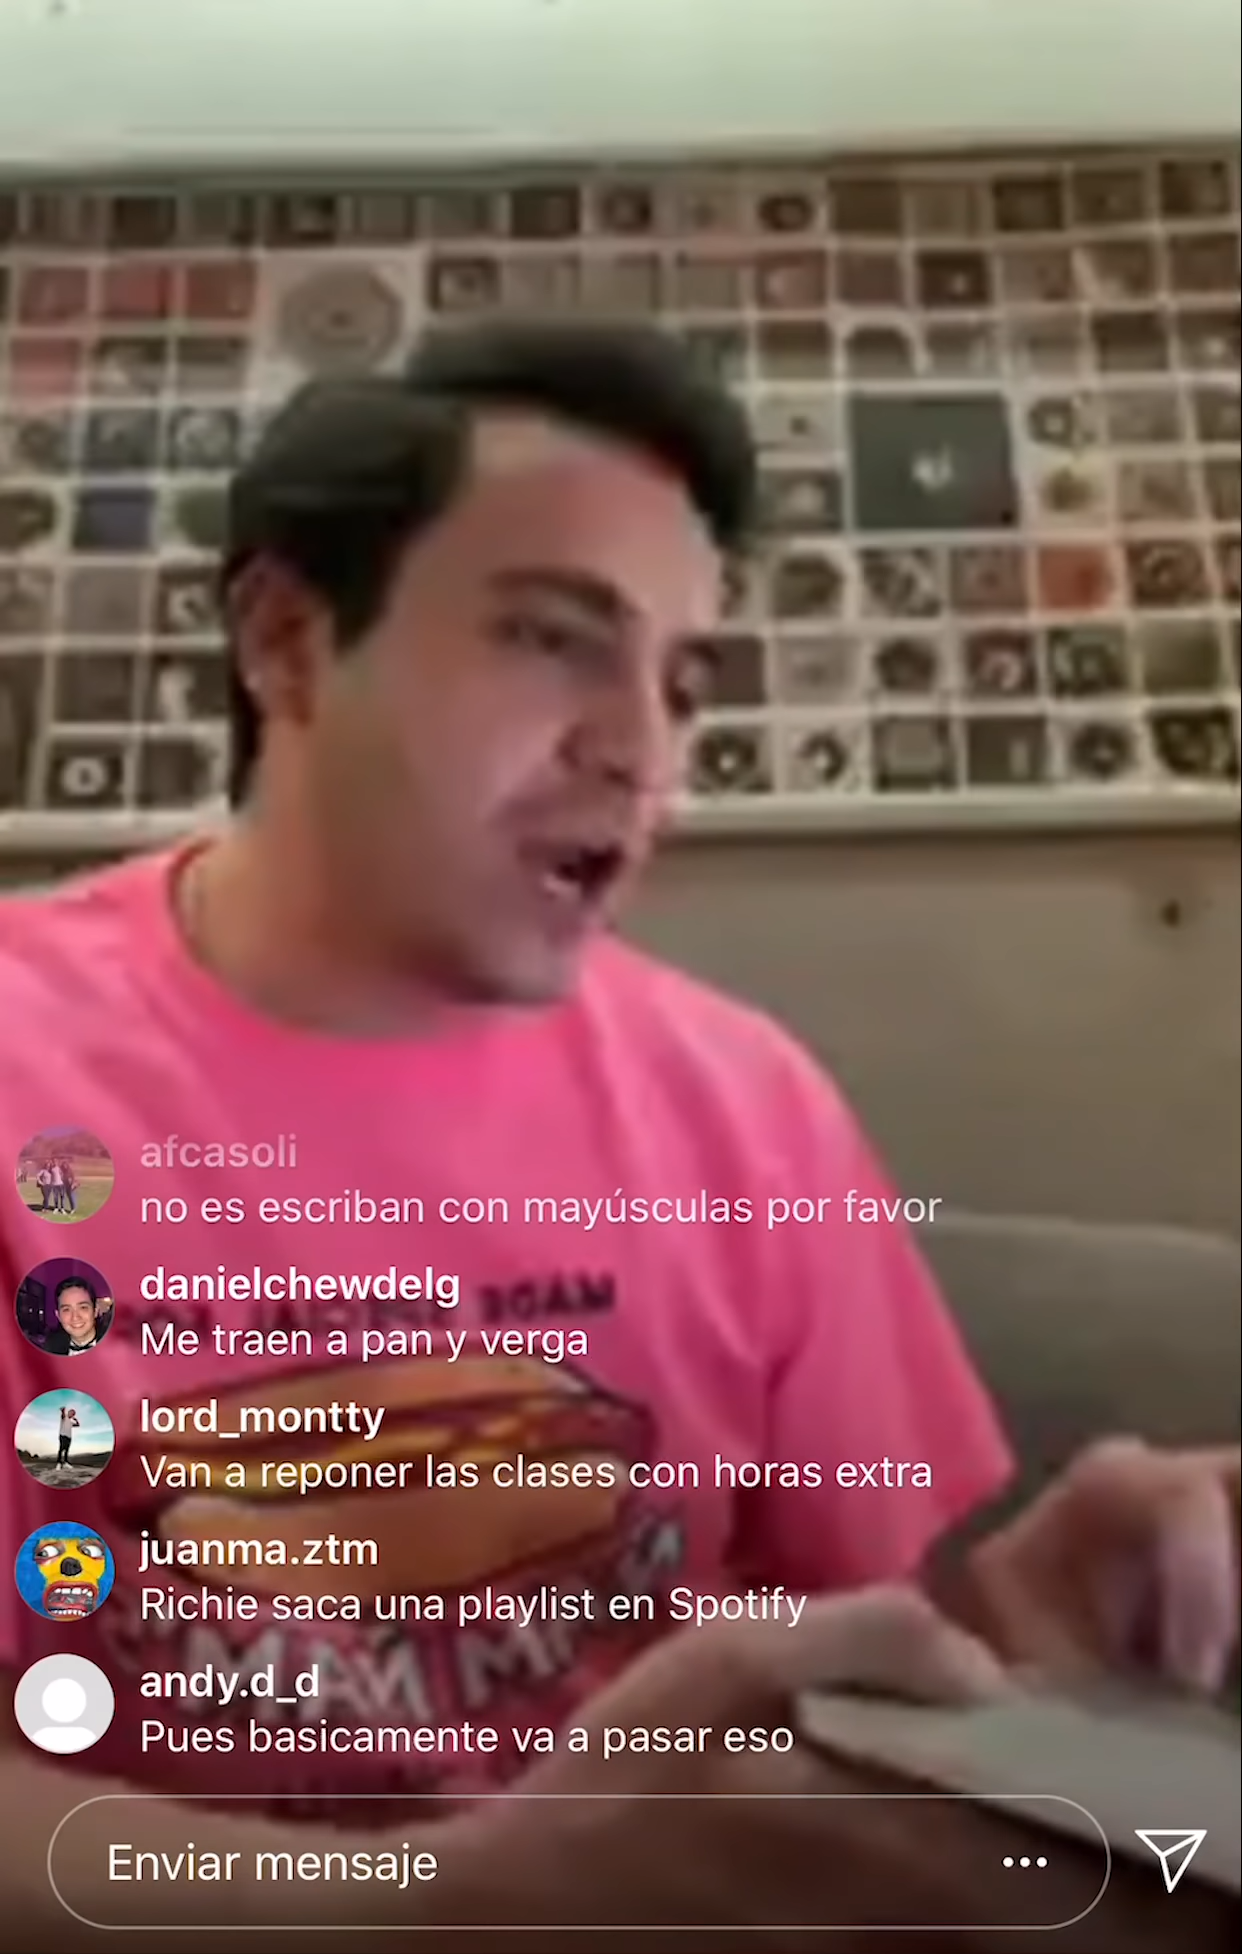 afcasoli
no es escriban con mayúsculas por favor
danielchewdelg
Me traen a pan y verga
lord_montty
Van a reponer las clases con horas extra
juanma.ztm
Richie saca una playlist en Spotify
andy.d_d
Pues basicamente va a pasar eso
Enviar mensaje